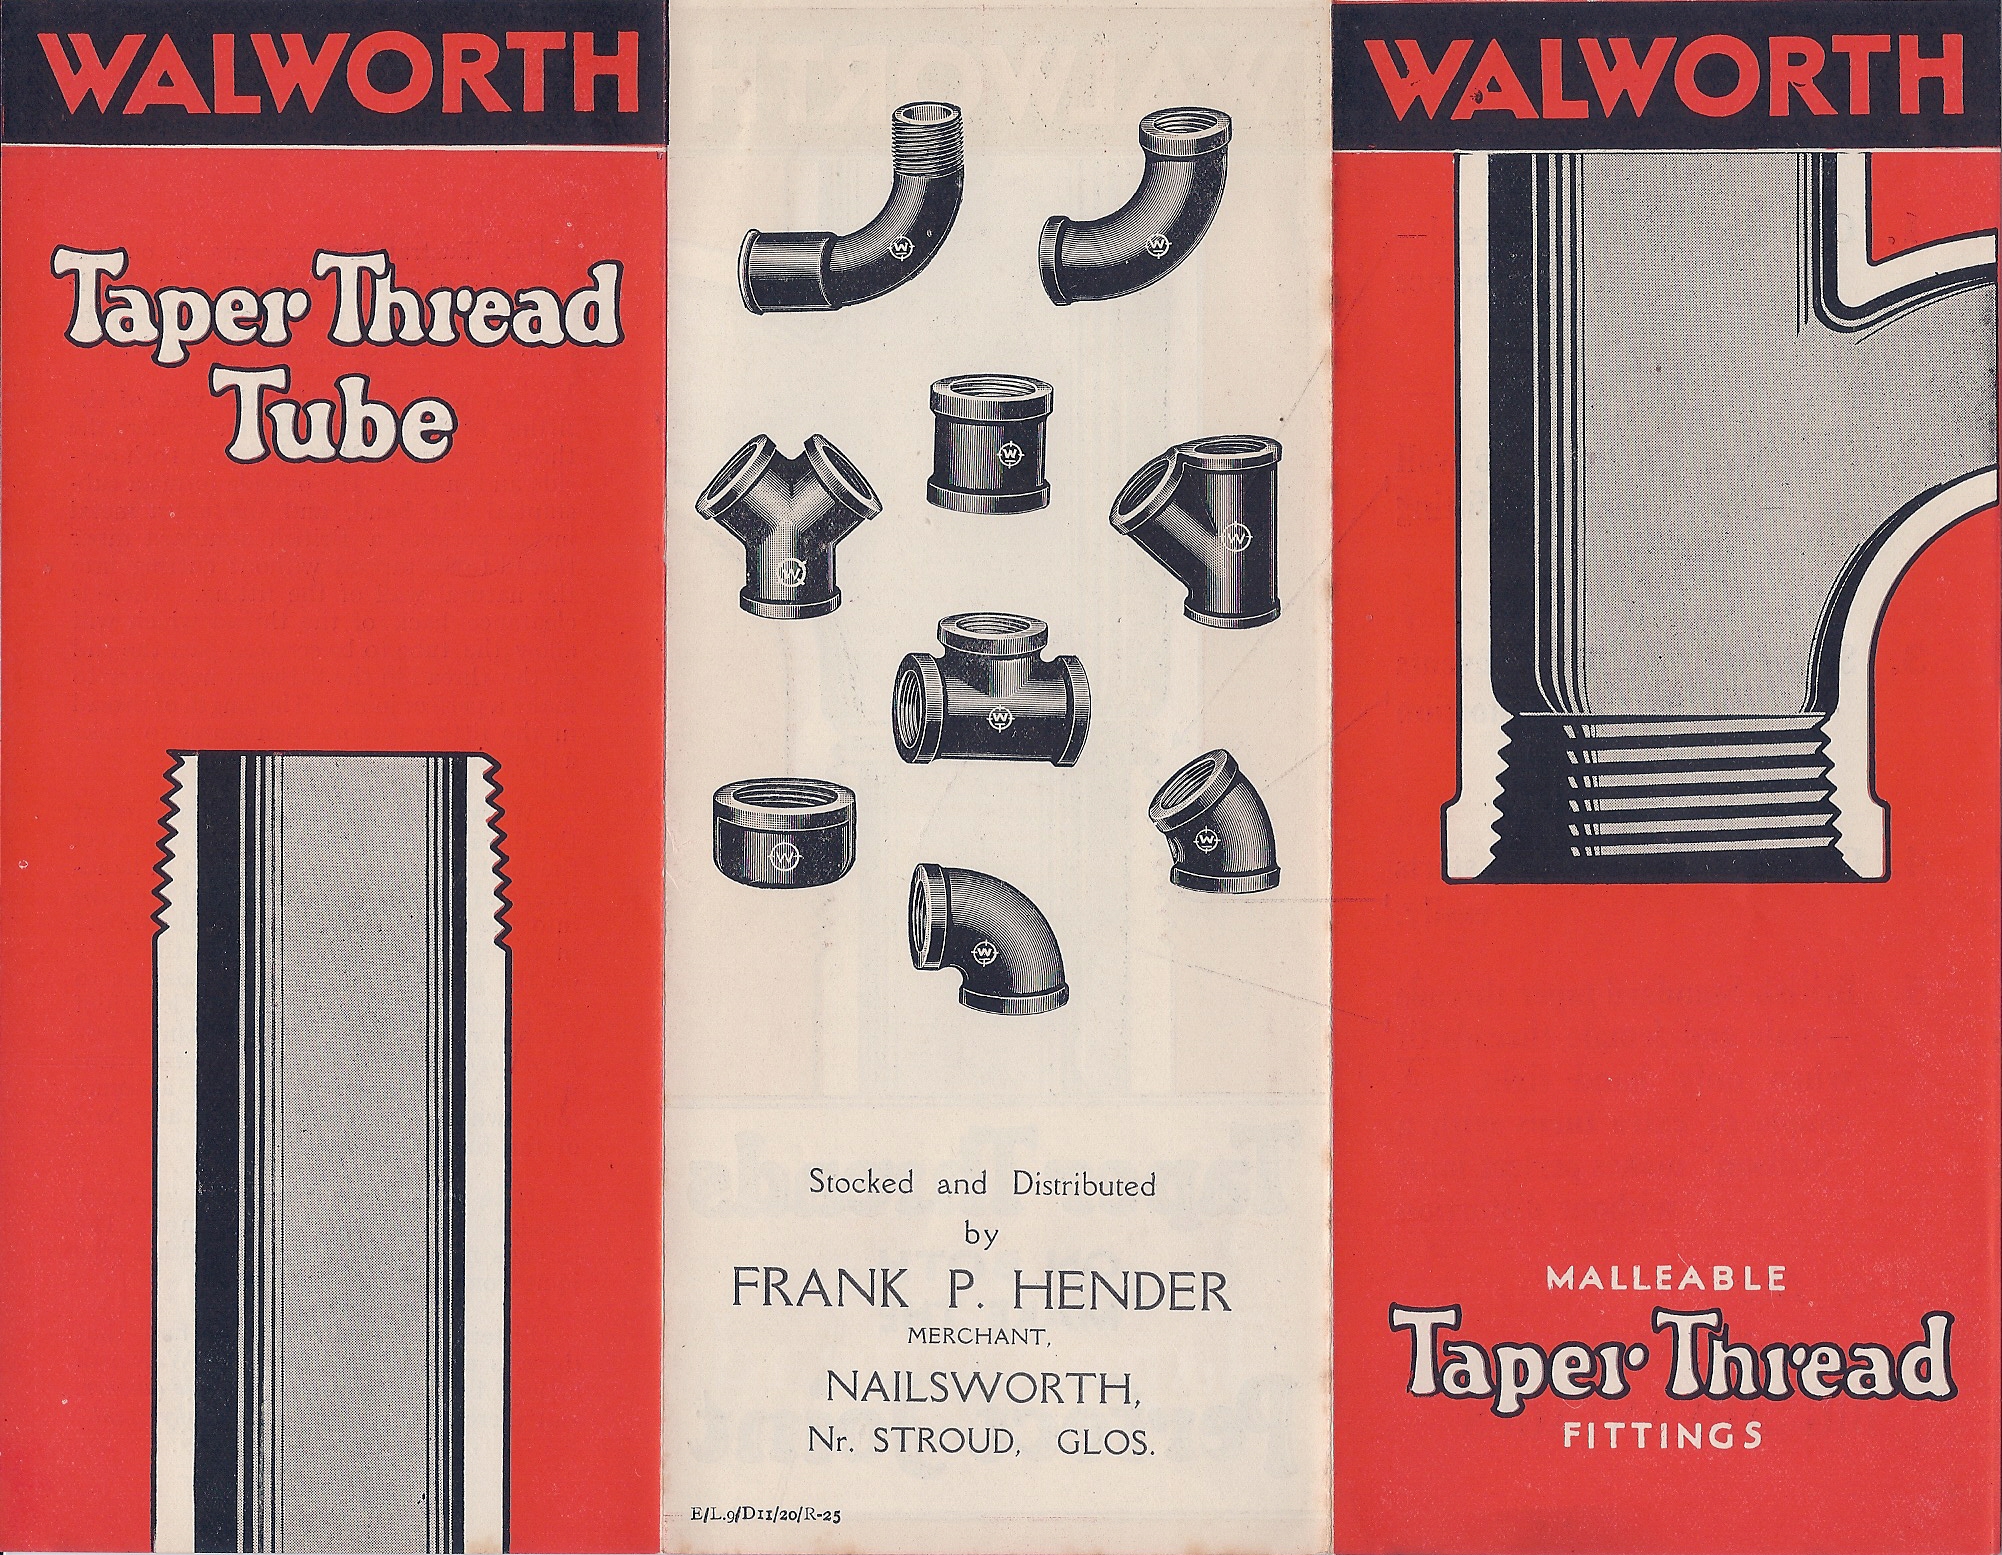 WALWORTH
Taper Thread
Tube
W
W
W
W
W
W
W
W
W
Stocked and Distributed
by
FRANK P. HENDER
MERCHANT,
NAILSWORTH,
Nr. STROUD, GLOS.
E/L.9/D11/20/R-25
WALWORTH
MALLEABLE
Taper Thread
FITTINGS